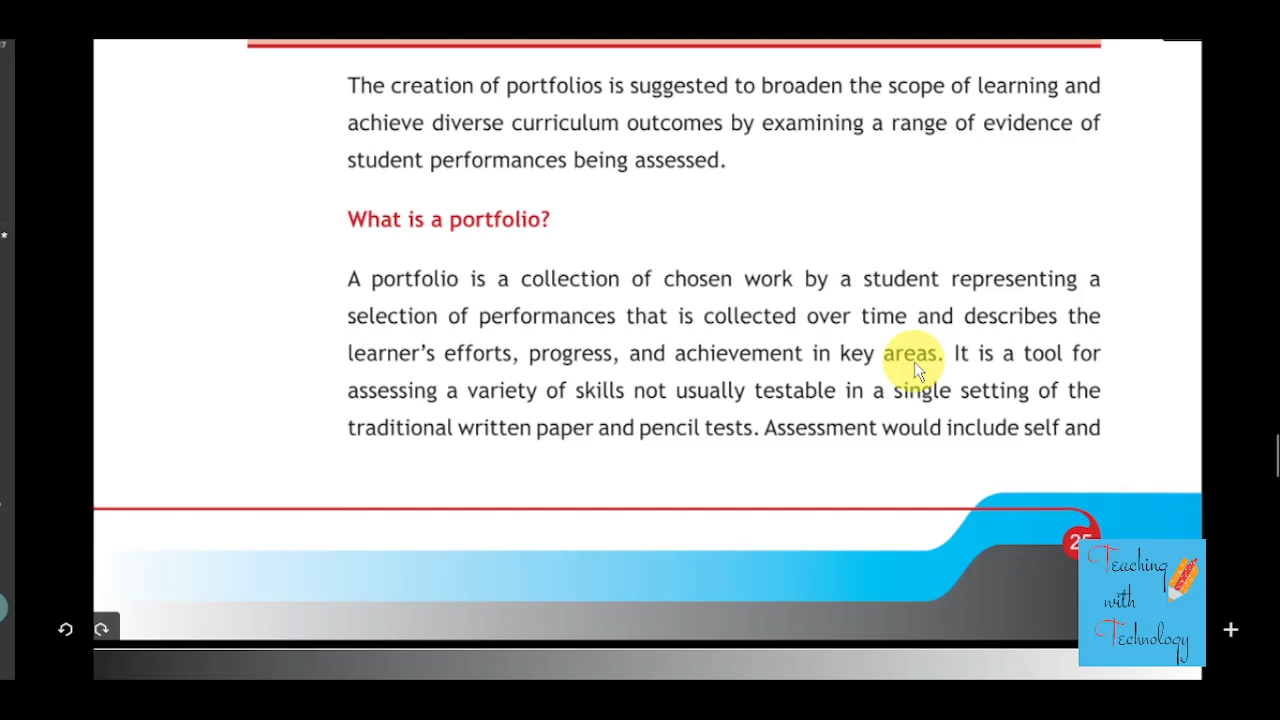 The creation of portfolios is suggested to broaden the scope of learning and
achieve diverse curriculum outcomes by examining a range of evidence of
student performances being assessed.
What is a portfolio?
A portfolio is a collection of chosen work by a student representing a
selection of performances that is collected over time and describes the
learner's efforts, progress, and achievement in key areas. It is a tool for
assessing a variety of skills not usually testable in a single setting of the
traditional written paper and pencil tests. Assessment would include self and
Teaching
with
Technology